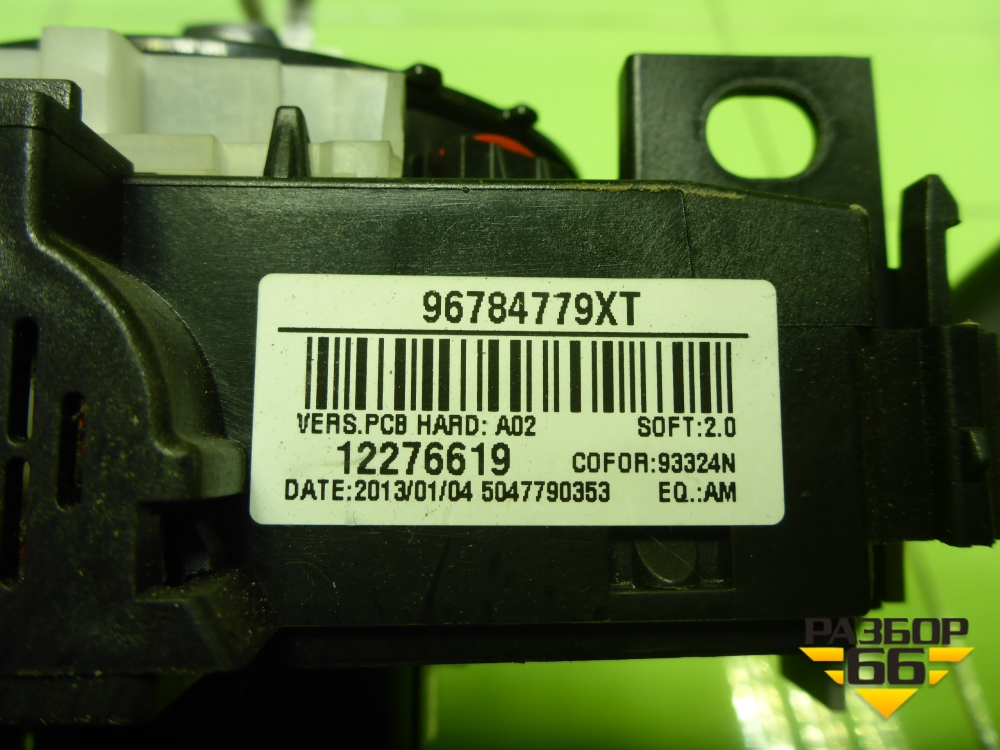 96784779XT
VERS.PCB HARD: A02 SOFT:2.0
12276619 COFOR:93324N
DATE:2013/01/04 5047790353 EQ.:AM
РАЗБОР
66